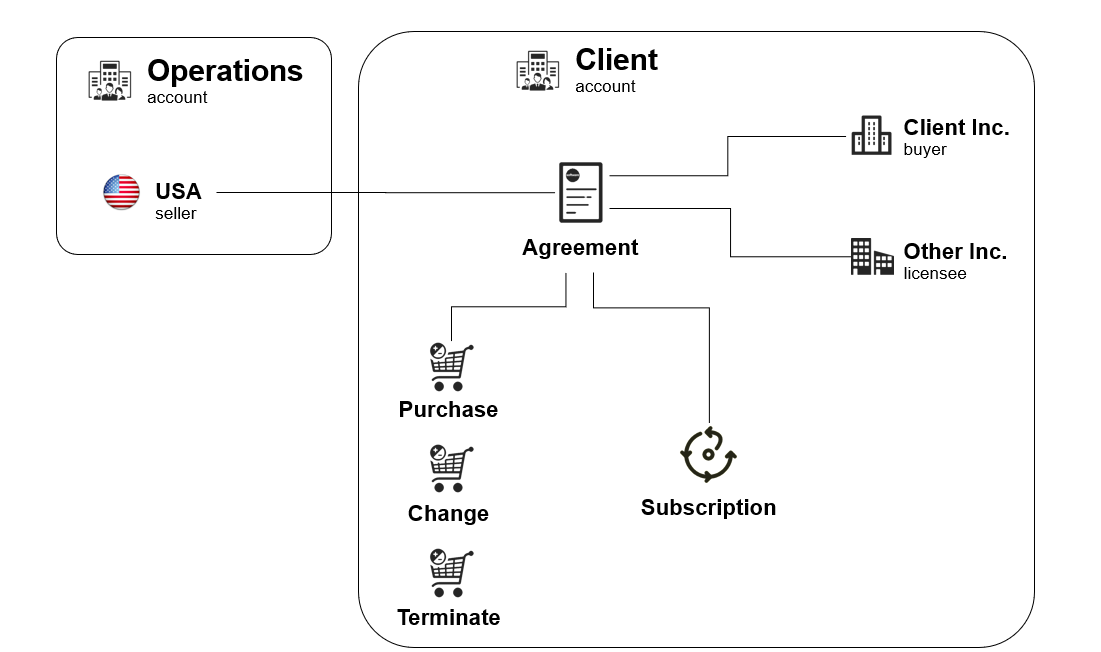 Operations
account
USA
seller
Client
account
Client Inc.
buyer
Agreement
Other Inc.
licensee
Purchase
Change
Terminate
Subscription